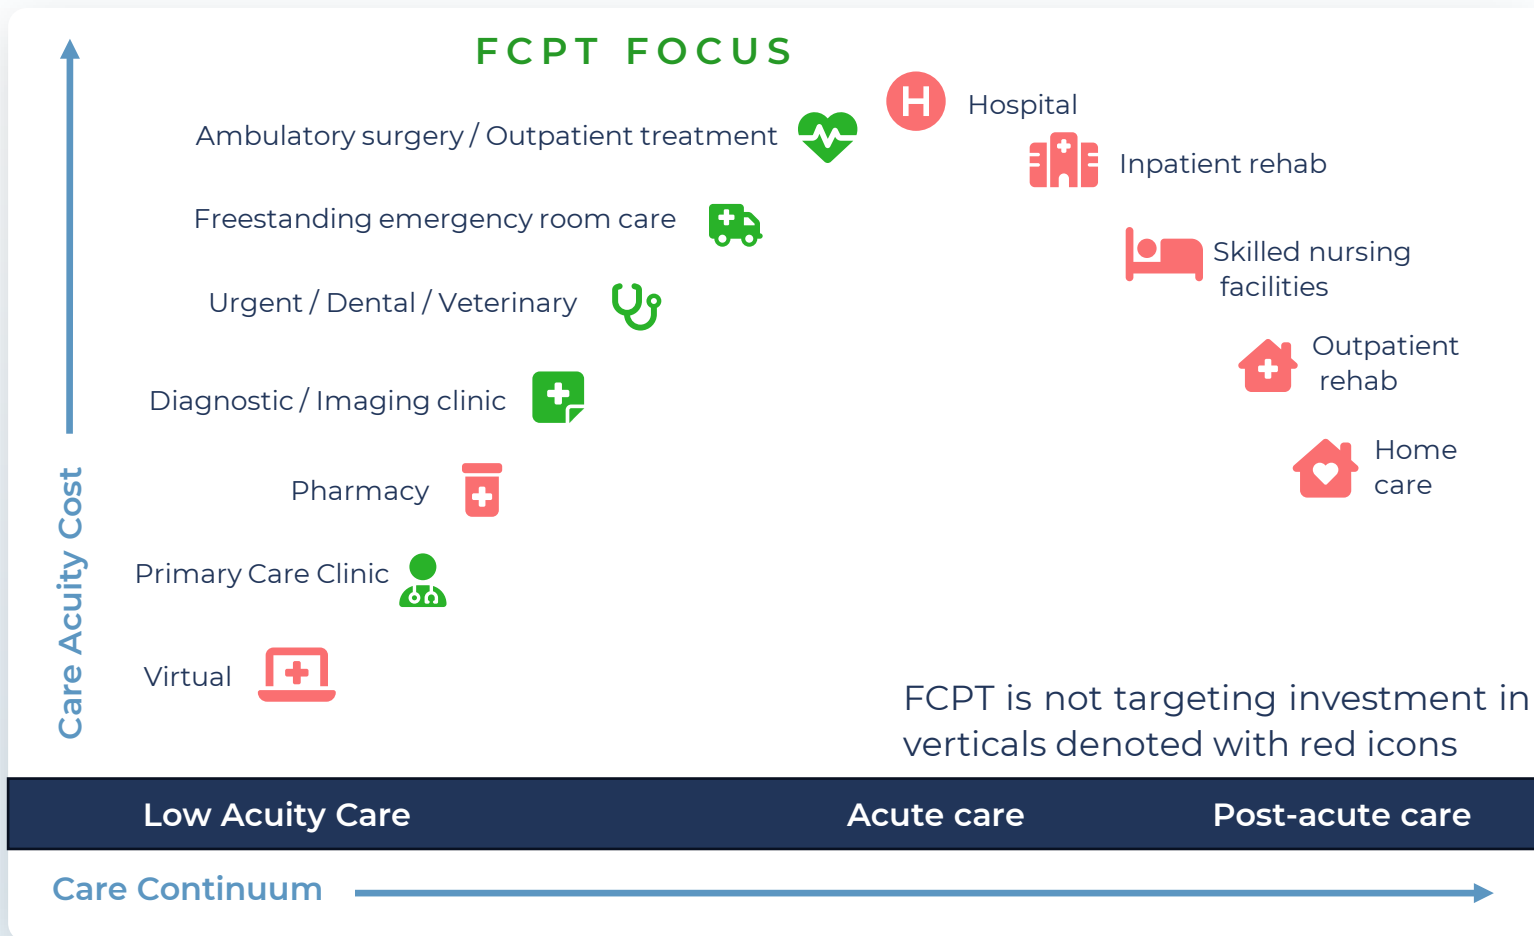 FCPT FOCUS
H
Hospital
Ambulatory surgery / Outpatient treatment
Inpatient rehab
Freestanding emergency room care
Skilled nursing
facilities
Urgent / Dental / Veterinary
Outpatient
rehab
Diagnostic / Imaging clinic
Home
care
Pharmacy
Primary Care Clinic
Virtual
Care Acuity Cost
FCPT is not targeting investment in
verticals denoted with red icons
Low Acuity Care
Acute care
Post-acute care
Care Continuum